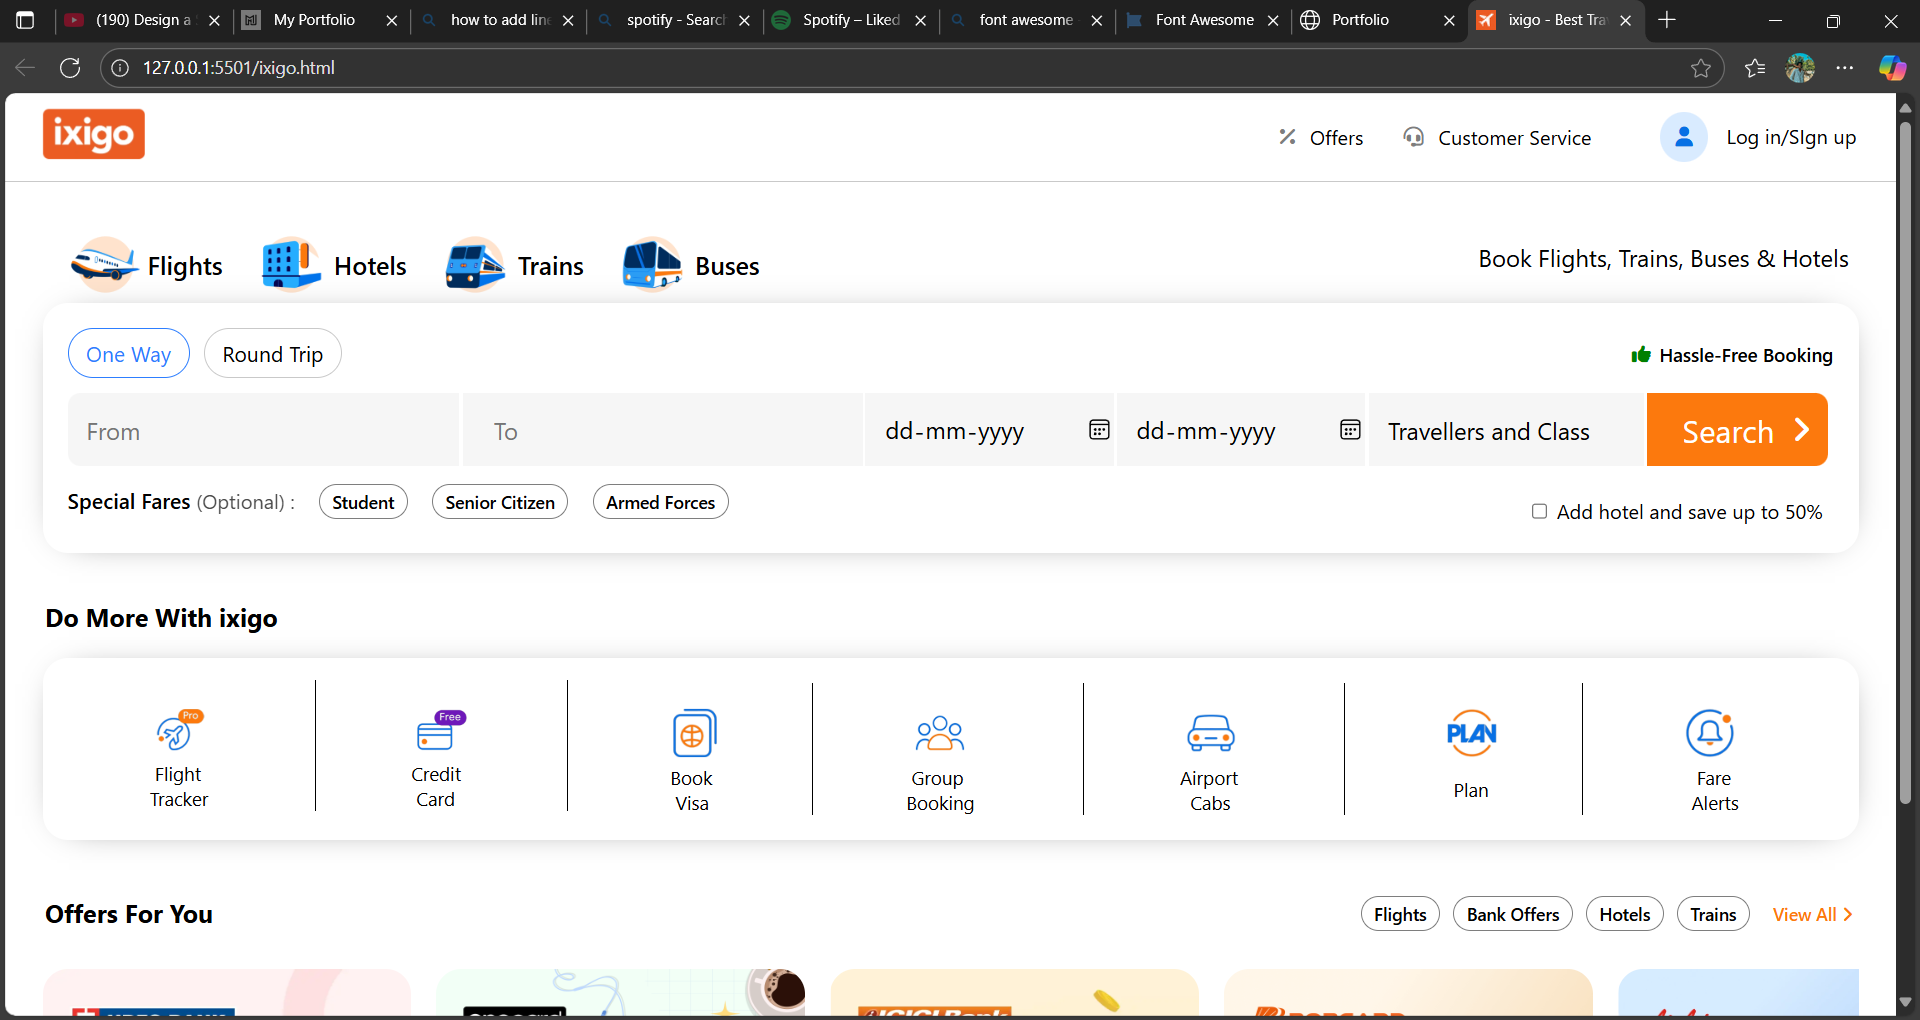 (190) Design a
My Portfolio
how to add line
spotify - Search
Spotify – Liked
font awesome
Font Awesome
Portfolio
ixigo - Best Tra
127.0.0.1:5501/ixigo.html
ixigo
Offers
Customer Service
Log in/SIgn up
Flights
Hotels
Trains
Buses
Book Flights, Trains, Buses & Hotels
One Way
Round Trip
Hassle-Free Booking
From
To
dd-mm-yyyy
dd-mm-yyyy
Travellers and Class
Search
Special Fares (Optional) :
Student
Senior Citizen
Armed Forces
Add hotel and save up to 50%
Do More With ixigo
Pro
Flight
Tracker
Free
Credit
Card
Book
Visa
Group
Booking
Airport
Cabs
PLAN
Plan
Fare
Alerts
Offers For You
Flights
Bank Offers
Hotels
Trains
View All